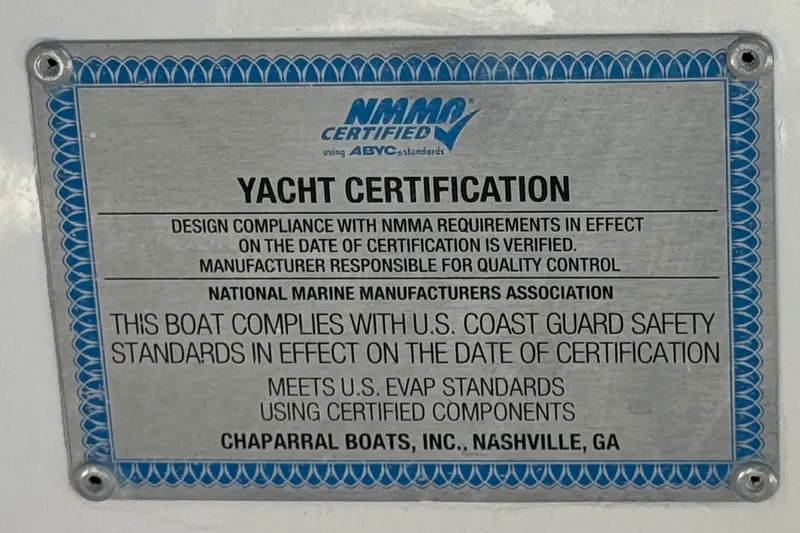 NMMA®
CERTIFIED
using ABYC® standards
YACHT CERTIFICATION
DESIGN COMPLIANCE WITH NMMA REQUIREMENTS IN EFFECT
ON THE DATE OF CERTIFICATION IS VERIFIED.
MANUFACTURER RESPONSIBLE FOR QUALITY CONTROL
NATIONAL MARINE MANUFACTURERS ASSOCIATION
THIS BOAT COMPLIES WITH U.S. COAST GUARD SAFETY
STANDARDS IN EFFECT ON THE DATE OF CERTIFICATION
MEETS U.S. EVAP STANDARDS
USING CERTIFIED COMPONENTS
CHAPARRAL BOATS, INC., NASHVILLE, GA